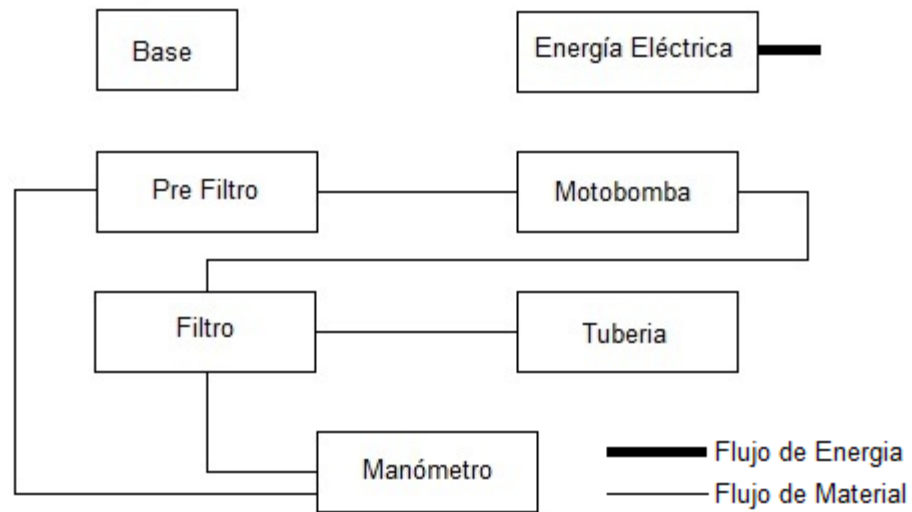 Base
Energía Eléctrica
Pre Filtro
Motobomba
Filtro
Tuberia
Manómetro
Flujo de Energia
Flujo de Material